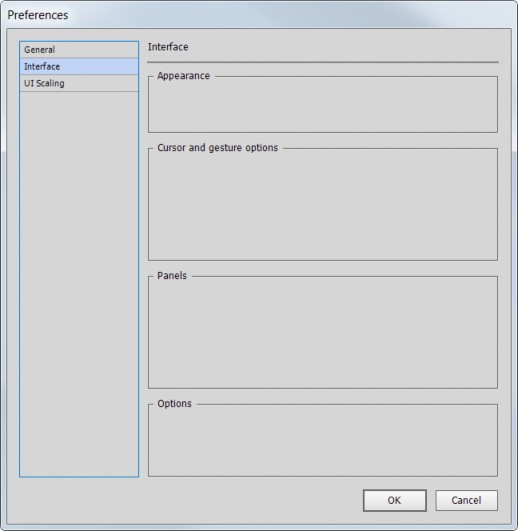 Preferences
General
Interface
UI Scaling
Interface
Appearance
Cursor and gesture options
Panels
Options
OK
Cancel